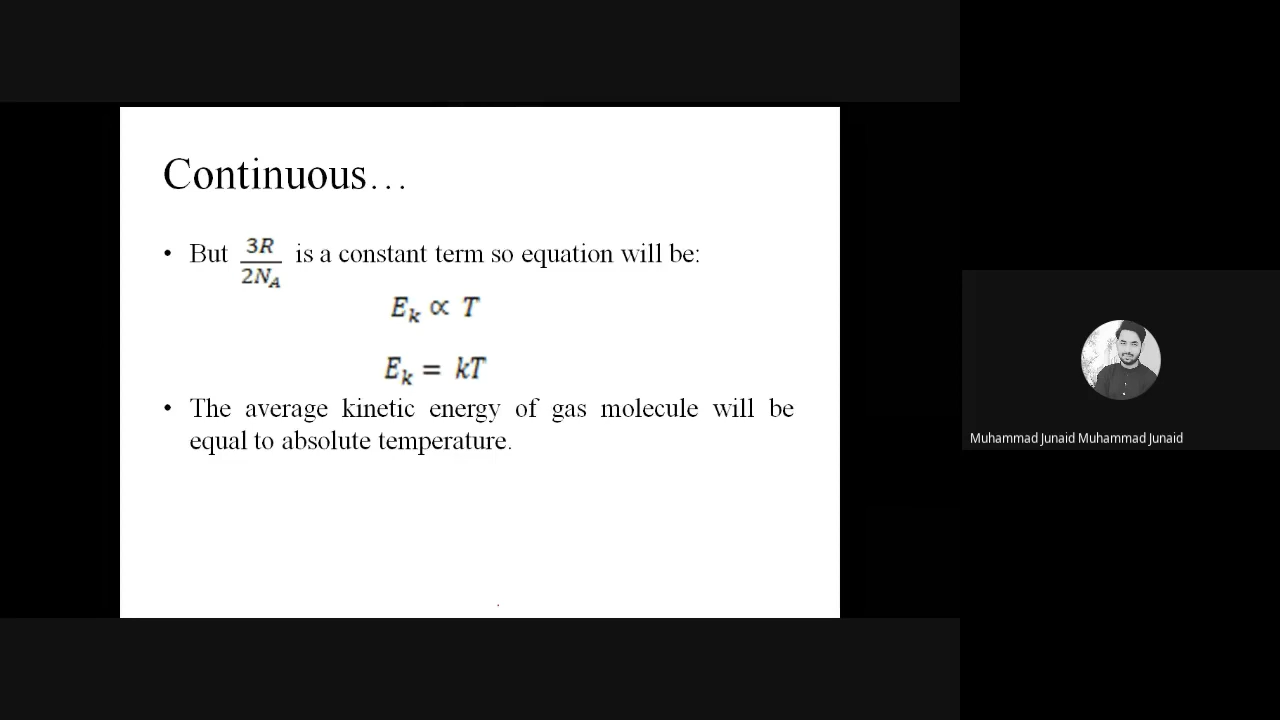 Continuous…
• But 3R/2N_A is a constant term so equation will be:
E_k ∝ T
E_k = kT
• The average kinetic energy of gas molecule will be
equal to absolute temperature.
Muhammad Junaid Muhammad Junaid